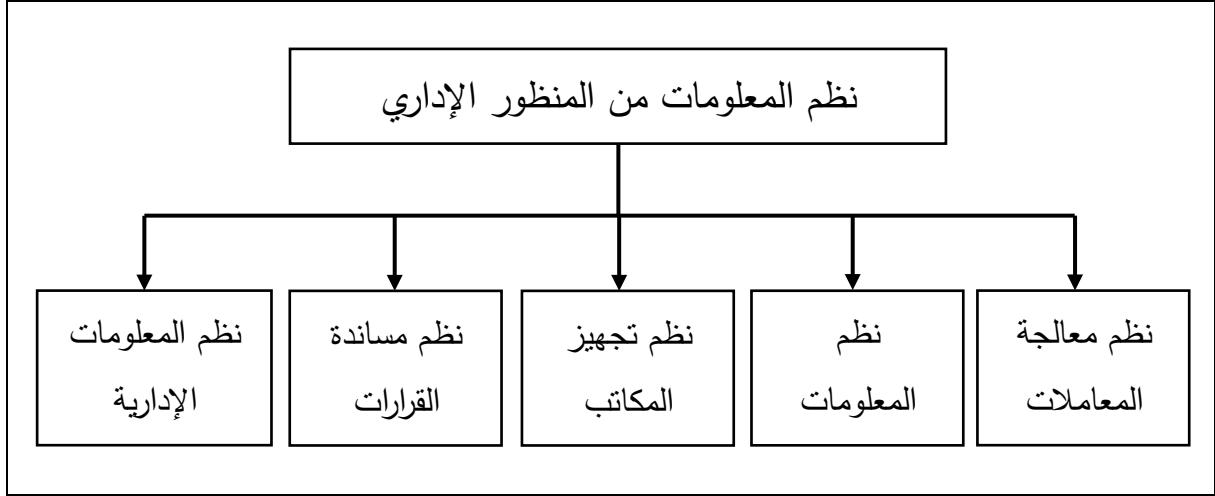 نظم المعلومات من المنظور الإداري
نظم معالجة
المعاملات
نظم
المعلومات
نظم تجهيز
المكاتب
نظم مساندة
القرارات
نظم المعلومات
الإدارية